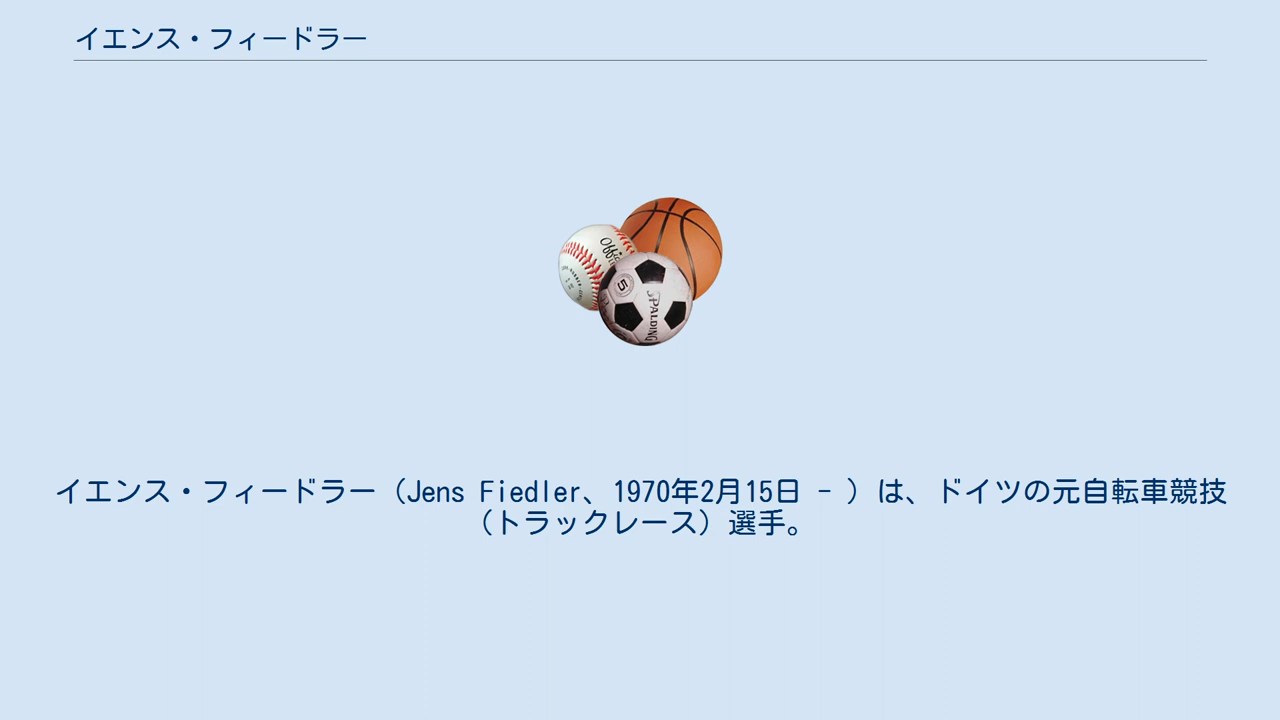 イエンス・フィードラー
5
SPALDING
イエンス・フィードラー（Jens Fiedler、1970年2月15日 - ）は、ドイツの元自転車競技
（トラックレース）選手。